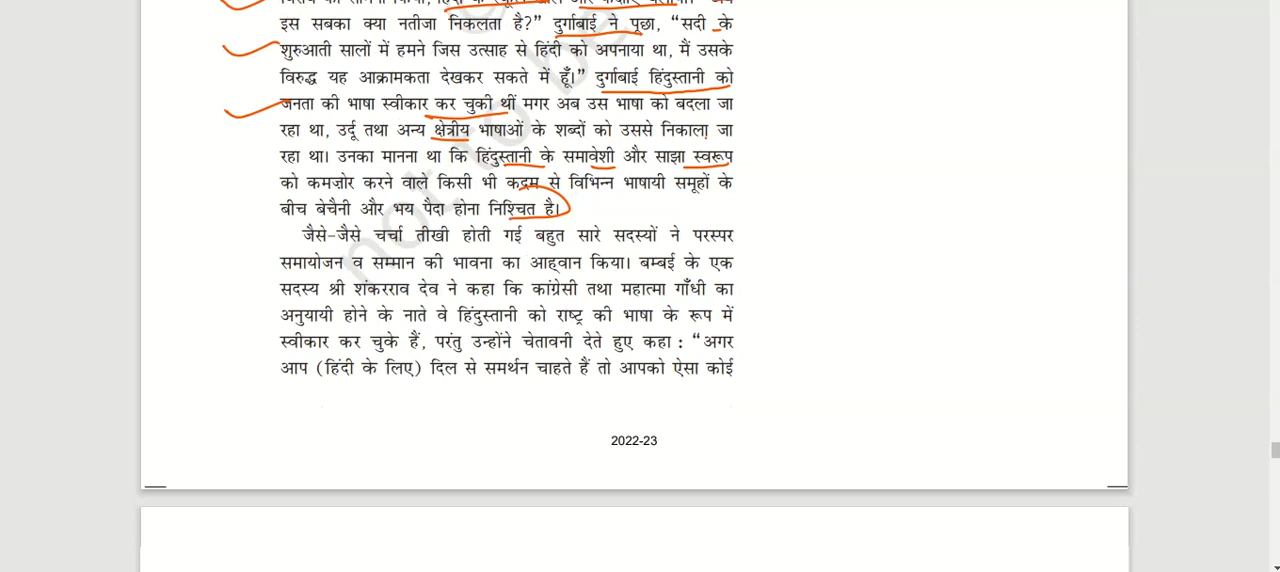 इस सबका क्या नतीजा निकलता है?” दुर्गाबाई ने पूछा, “सदी के
शुरुआती सालों में हमने जिस उत्साह से हिंदी को अपनाया था, मैं उसके
विरुद्ध यह आक्रामकता देखकर सकते में हूँ।” दुर्गाबाई हिंदुस्तानी को
जनता की भाषा स्वीकार कर चुकी थीं मगर अब उस भाषा को बदला जा
रहा था, उर्दू तथा अन्य क्षेत्रीय भाषाओं के शब्दों को उससे निकाला जा
रहा था। उनका मानना था कि हिंदुस्तानी के समावेशी और साझा स्वरूप
को कमज़ोर करने वाले किसी भी कदम से विभिन्न भाषायी समूहों के
बीच बेचैनी और भय पैदा होना निश्चित है।
जैसे-जैसे चर्चा तीखी होती गई बहुत सारे सदस्यों ने परस्पर
समायोजन व सम्मान की भावना का आह्वान किया। बम्बई के एक
सदस्य श्री शंकरराव देव ने कहा कि कांग्रेसी तथा महात्मा गाँधी का
अनुयायी होने के नाते वे हिंदुस्तानी को राष्ट्र की भाषा के रूप में
स्वीकार कर चुके हैं, परंतु उन्होंने चेतावनी देते हुए कहा : “अगर
आप (हिंदी के लिए) दिल से समर्थन चाहते हैं तो आपको ऐसा कोई
not to be
2022-23